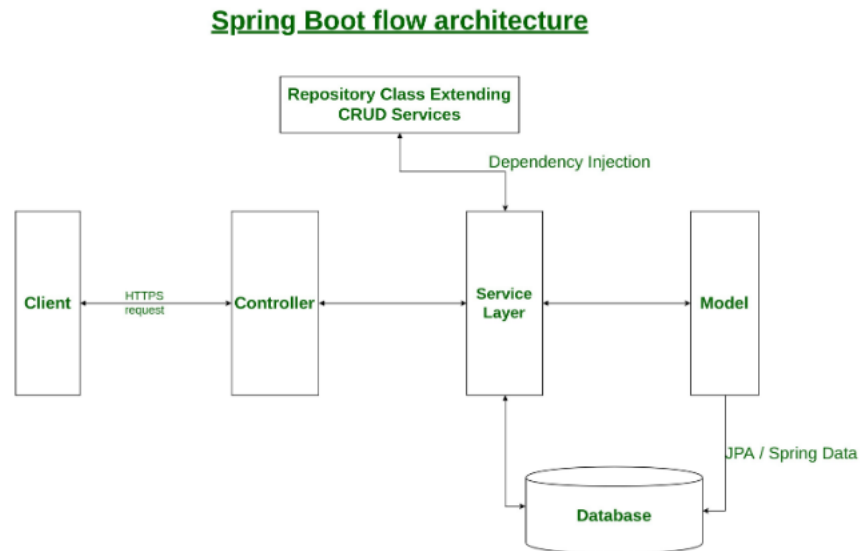 Spring Boot flow architecture
Repository Class Extending
CRUD Services
Dependency Injection
Client
HTTPS
request
Controller
Service
Layer
Model
JPA / Spring Data
Database